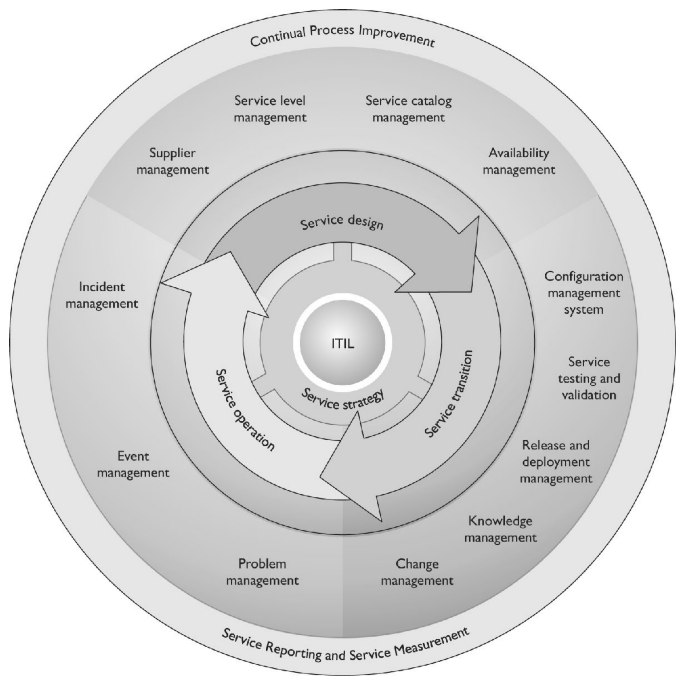 Continual Process Improvement
Service level
management
Service catalog
management
Supplier
management
Availability
management
Service design
Incident
management
Configuration
management
system
ITIL
Service
testing and
validation
Service strategy
Service operation
Service transition
Event
management
Release and
deployment
management
Knowledge
management
Problem
management
Change
management
Service Reporting and Service Measurement